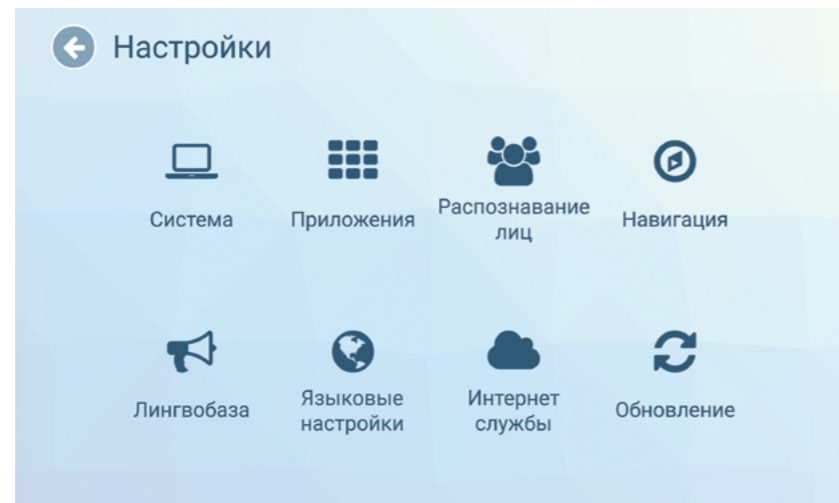 Настройки
Система
Приложения
Распознавание
лиц
Навигация
Лингвобаза
Языковые
настройки
Интернет
службы
Обновление